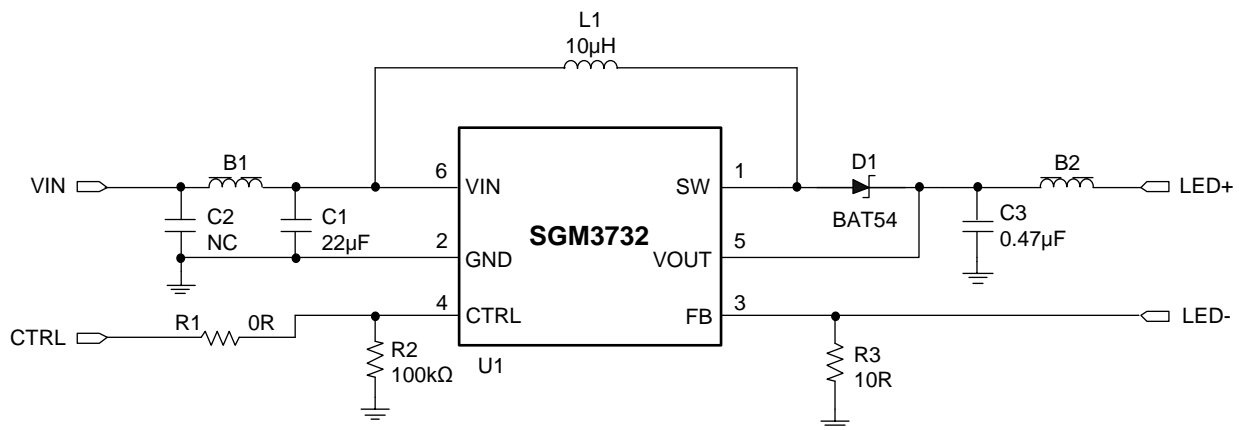 L1
10µH
B1
D1
B2
VIN
6
VIN
SW
1
LED+
C2
NC
C1
22µF
BAT54
C3
0.47µF
SGM3732
2
GND
VOUT
5
4
CTRL
FB
3
CTRL
R1
0R
LED-
R2
100kΩ
U1
R3
10R